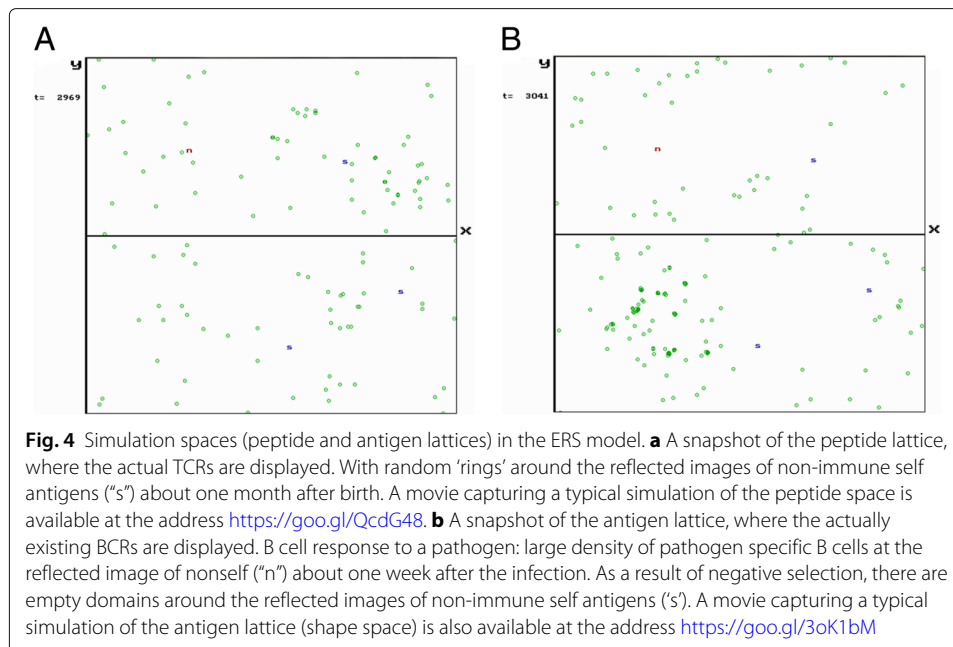 A
B
y
t= 2969
n
s
x
s
s
y
t= 3041
n
s
x
s
s
Fig. 4 Simulation spaces (peptide and antigen lattices) in the ERS model. a A snapshot of the peptide lattice,
where the actual TCRs are displayed. With random ‘rings’ around the reflected images of non-immune self
antigens (“s”) about one month after birth. A movie capturing a typical simulation of the peptide space is
available at the address https://goo.gl/QcdG48. b A snapshot of the antigen lattice, where the actually
existing BCRs are displayed. B cell response to a pathogen: large density of pathogen specific B cells at the
reflected image of nonself (“n”) about one week after the infection. As a result of negative selection, there are
empty domains around the reflected images of non-immune self antigens (‘s’). A movie capturing a typical
simulation of the antigen lattice (shape space) is also available at the address https://goo.gl/3oK1bM